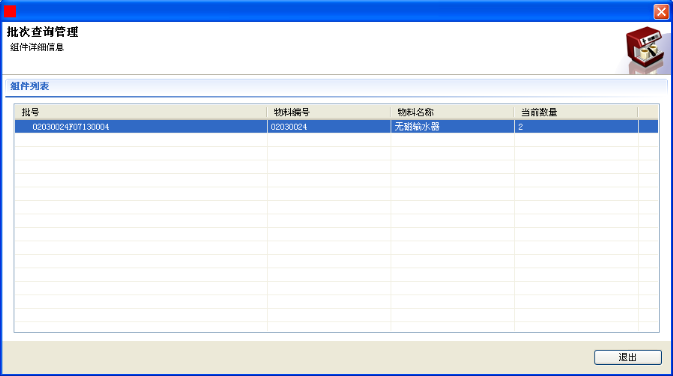 批次查询管理
组件详细信息
组件列表
批号 物料编号 物料名称 当前数量
02030024F07130004 02030024 无磁输水器 2
退出